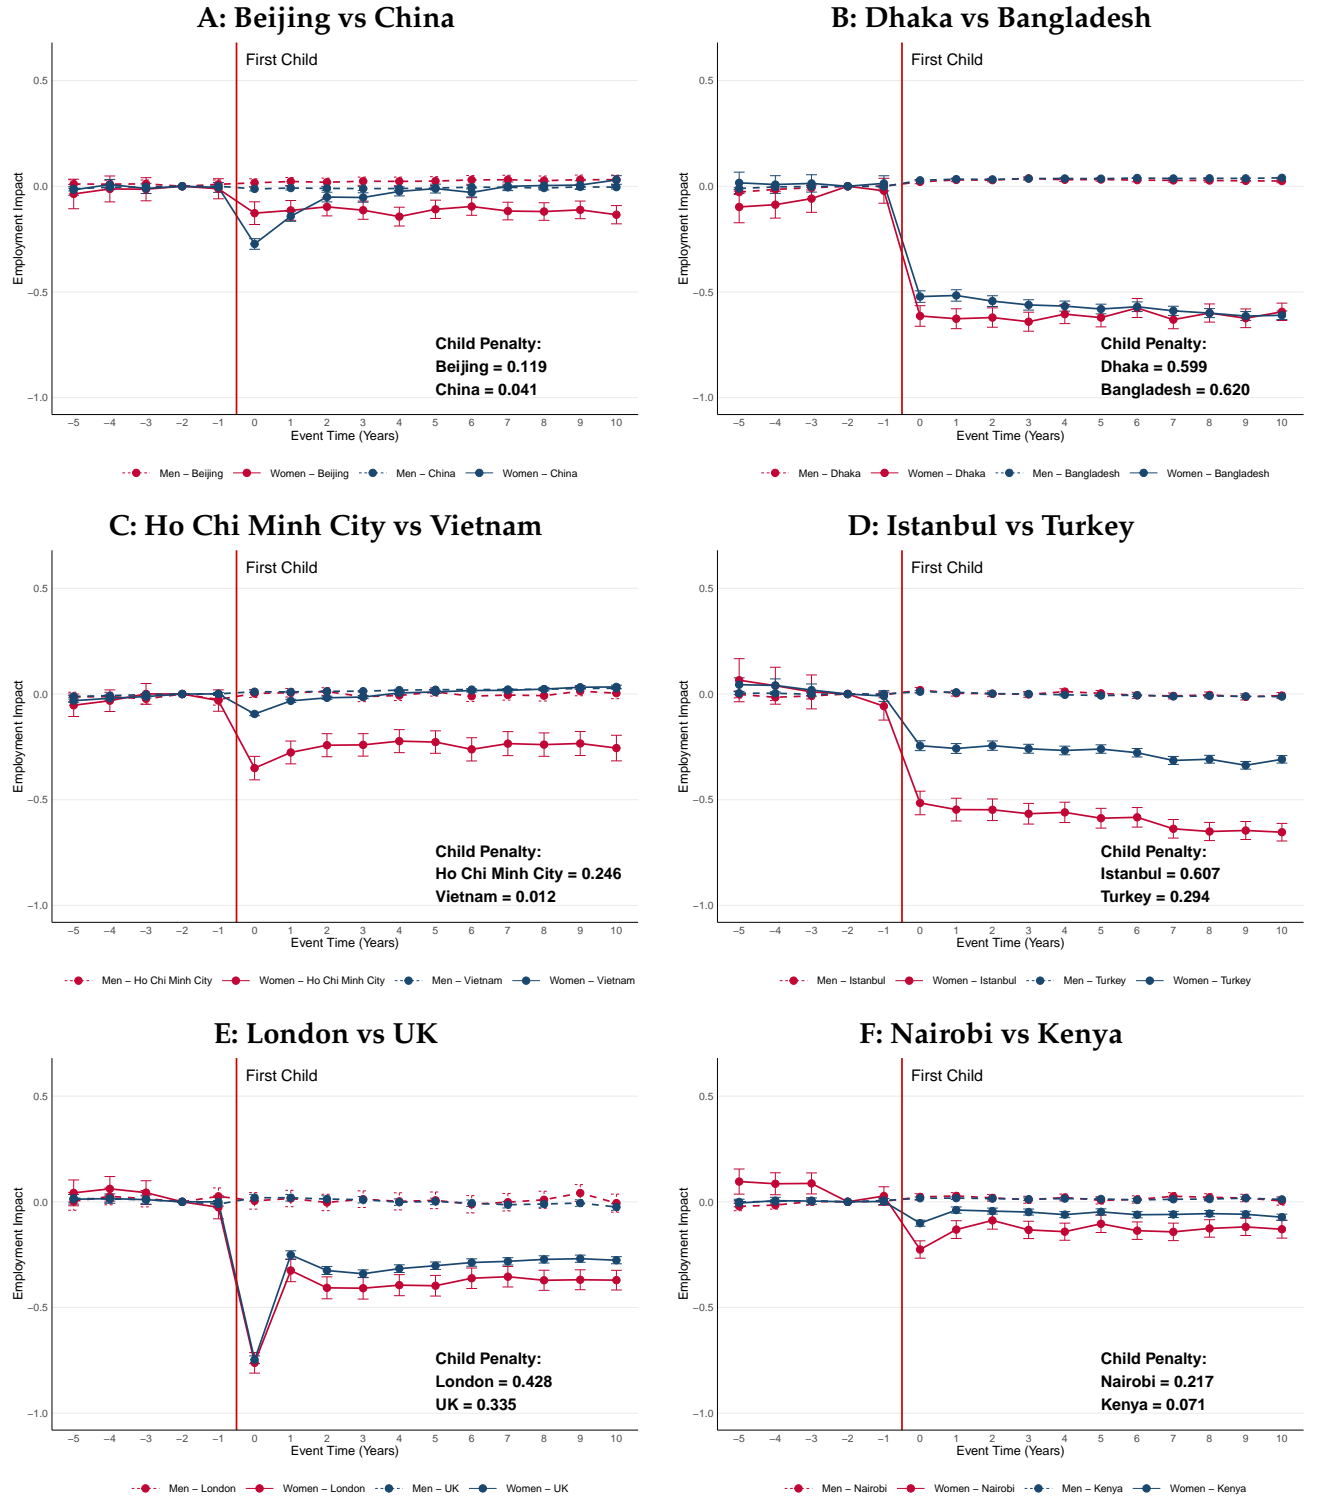 A: Beijing vs China
First Child
0.5
0.0
−0.5
−1.0
Employment Impact
Child Penalty:
Beijing = 0.119
China = 0.041
−5 −4 −3 −2 −1 0 1 2 3 4 5 6 7 8 9 10
Event Time (Years)
Men − Beijing Women − Beijing Men − China Women − China
B: Dhaka vs Bangladesh
First Child
0.5
0.0
−0.5
−1.0
Employment Impact
Child Penalty:
Dhaka = 0.599
Bangladesh = 0.620
−5 −4 −3 −2 −1 0 1 2 3 4 5 6 7 8 9 10
Event Time (Years)
Men − Dhaka Women − Dhaka Men − Bangladesh Women − Bangladesh
C: Ho Chi Minh City vs Vietnam
First Child
0.5
0.0
−0.5
−1.0
Employment Impact
Child Penalty:
Ho Chi Minh City = 0.246
Vietnam = 0.012
−5 −4 −3 −2 −1 0 1 2 3 4 5 6 7 8 9 10
Event Time (Years)
Men − Ho Chi Minh City Women − Ho Chi Minh City Men − Vietnam Women − Vietnam
D: Istanbul vs Turkey
First Child
0.5
0.0
−0.5
−1.0
Employment Impact
Child Penalty:
Istanbul = 0.607
Turkey = 0.294
−5 −4 −3 −2 −1 0 1 2 3 4 5 6 7 8 9 10
Event Time (Years)
Men − Istanbul Women − Istanbul Men − Turkey Women − Turkey
E: London vs UK
First Child
0.5
0.0
−0.5
−1.0
Employment Impact
Child Penalty:
London = 0.428
UK = 0.335
−5 −4 −3 −2 −1 0 1 2 3 4 5 6 7 8 9 10
Event Time (Years)
Men − London Women − London Men − UK Women − UK
F: Nairobi vs Kenya
First Child
0.5
0.0
−0.5
−1.0
Employment Impact
Child Penalty:
Nairobi = 0.217
Kenya = 0.071
−5 −4 −3 −2 −1 0 1 2 3 4 5 6 7 8 9 10
Event Time (Years)
Men − Nairobi Women − Nairobi Men − Kenya Women − Kenya